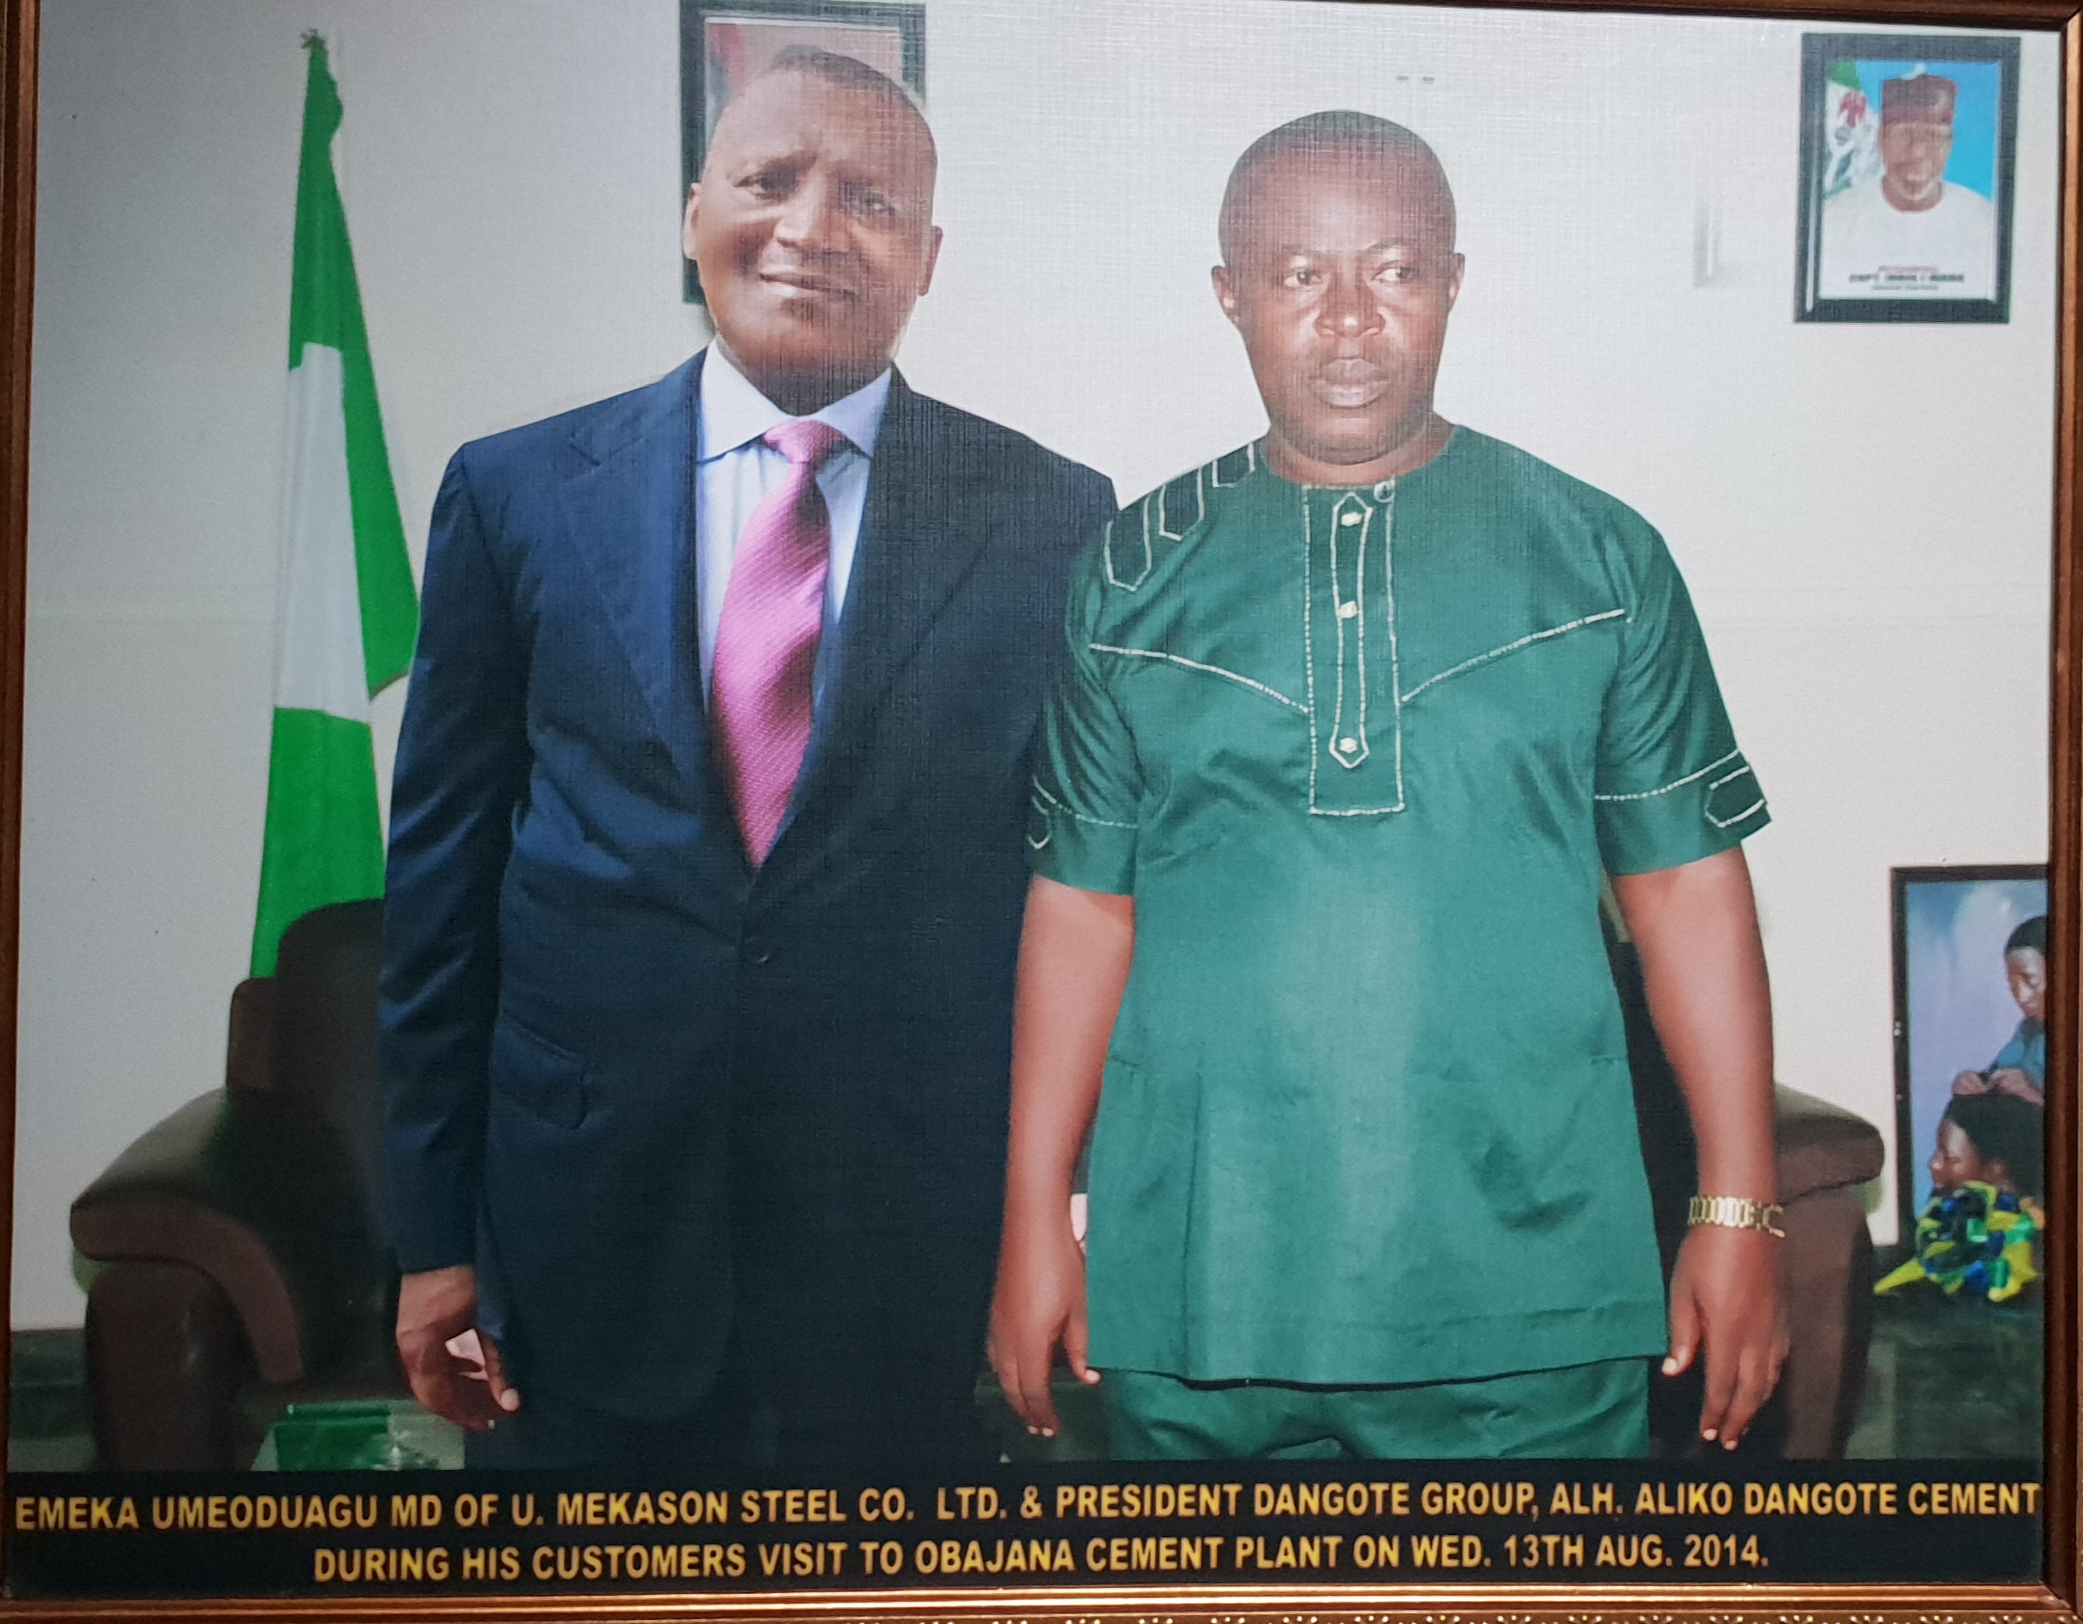 EMEKA UMEODUAGU MD OF U. MEKASON STEEL CO. LTD. & PRESIDENT DANGOTE GROUP, ALH. ALIKO DANGOTE CEMENT
DURING HIS CUSTOMERS VISIT TO OBAJANA CEMENT PLANT ON WED. 13TH AUG. 2014.